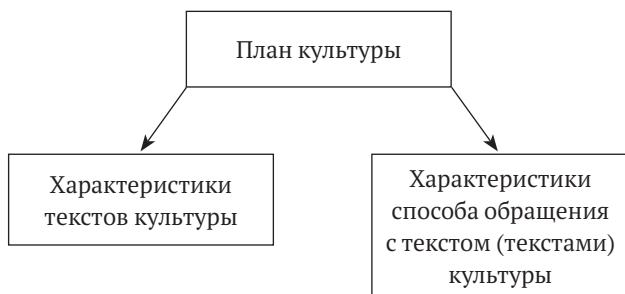 План культуры
Характеристики
текстов культуры
Характеристики
способа обращения
с текстом (текстами)
культуры